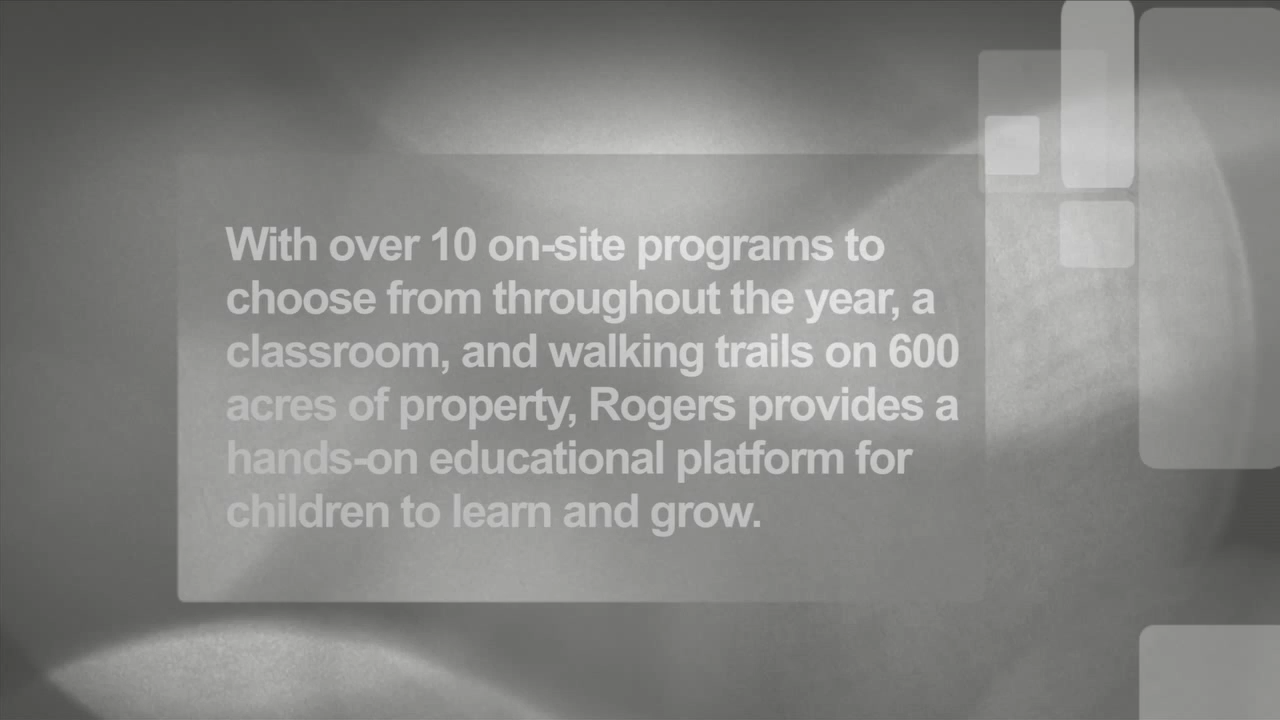 With over 10 on-site programs to
choose from throughout the year, a
classroom, and walking trails on 600
acres of property, Rogers provides a
hands-on educational platform for
children to learn and grow.